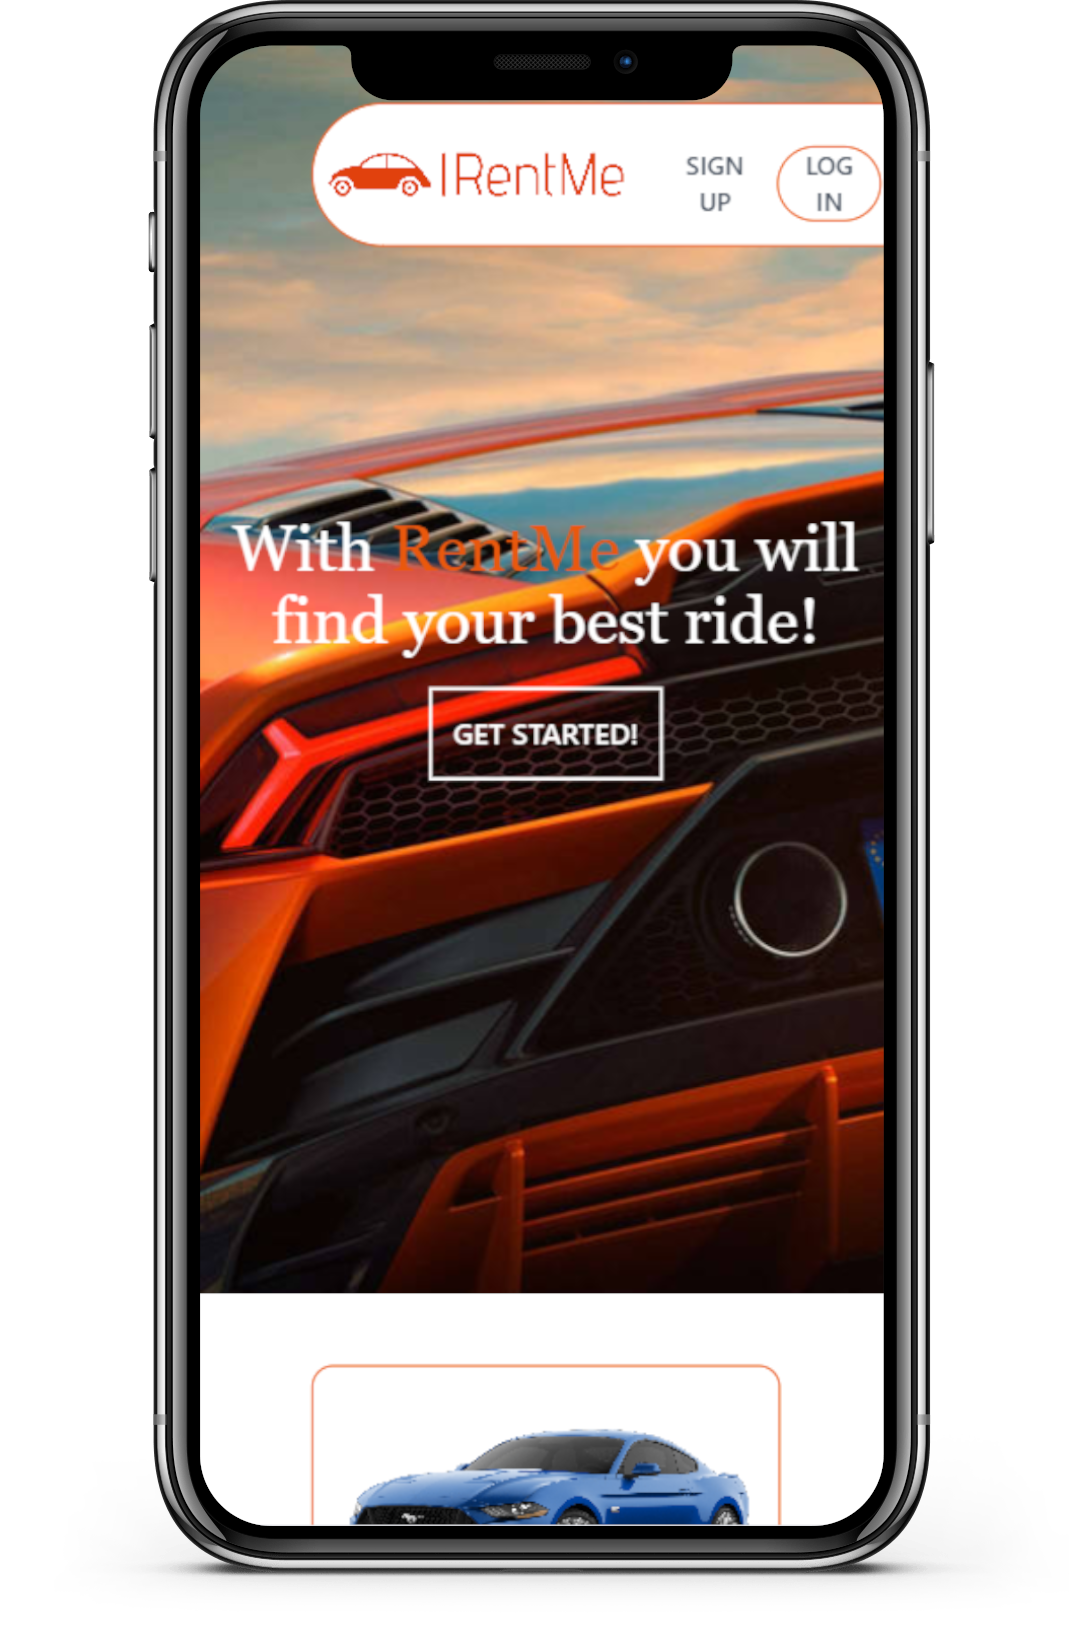 RentMe
SIGN
UP
LOG
IN
With RentMe you will
find your best ride!
GET STARTED!